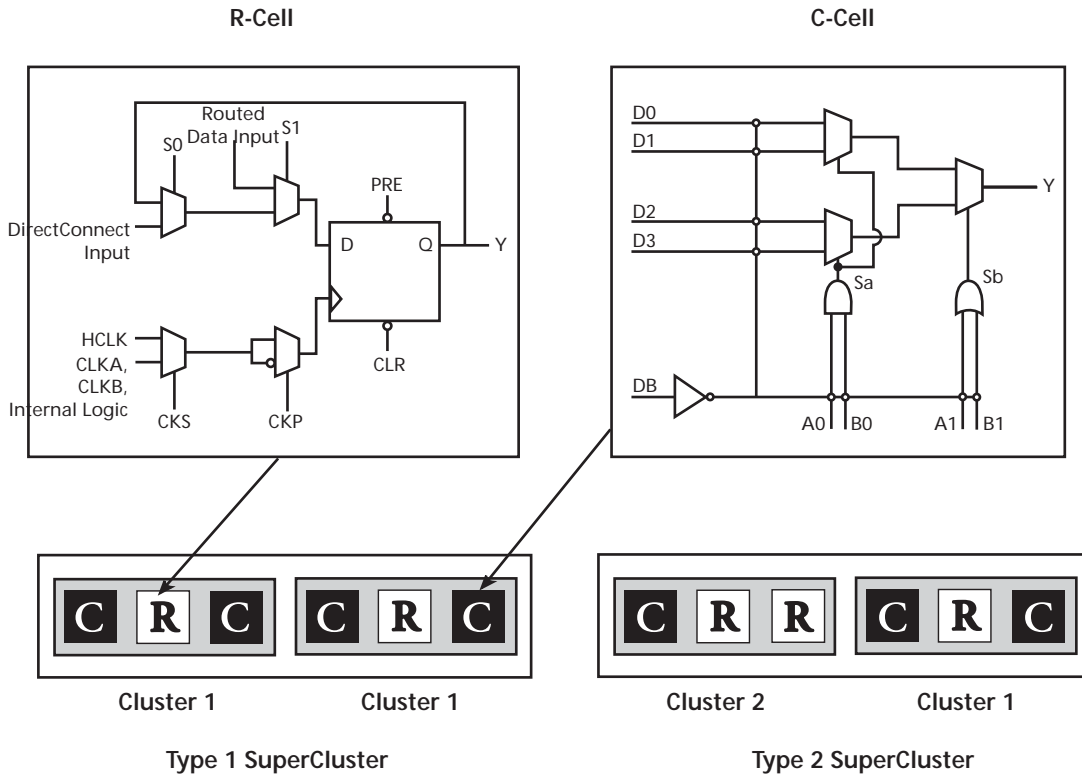 R-Cell
C-Cell
Routed
Data Input
S1
S0
PRE
DirectConnect
Input
D
Q
Y
HCLK
CLKA,
CLKB,
Internal Logic
CKS
CKP
CLR
D0
D1
D2
D3
Y
Sa
Sb
DB
A0
B0
A1
B1
C
R
C
C
R
C
C
R
R
C
R
C
Cluster 1
Cluster 1
Cluster 2
Cluster 1
Type 1 SuperCluster
Type 2 SuperCluster